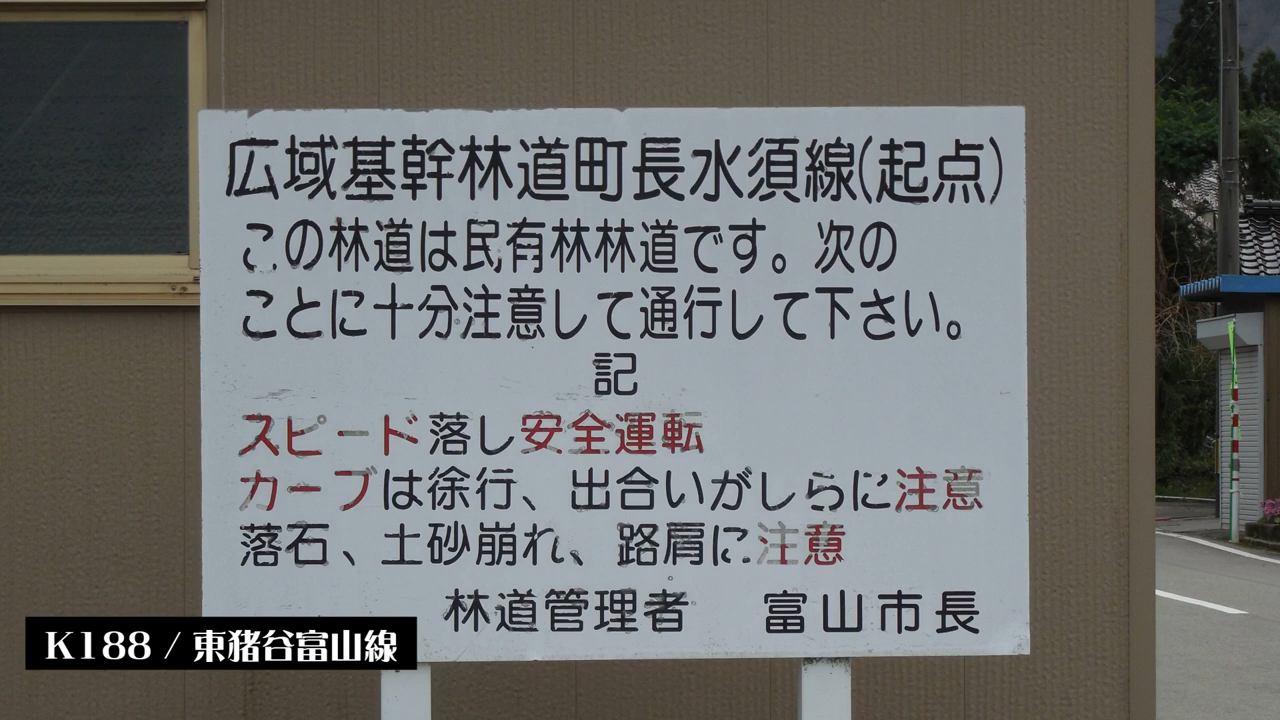 広域基幹林道町長水須線(起点)
この林道は民有林林道です。次の
ことに十分注意して通行して下さい。
記
スピード落し安全運転
カーブは徐行、出合いがしらに注意
落石、土砂崩れ、路肩に注意
林道管理者 富山市長
K188 / 東猪谷富山線